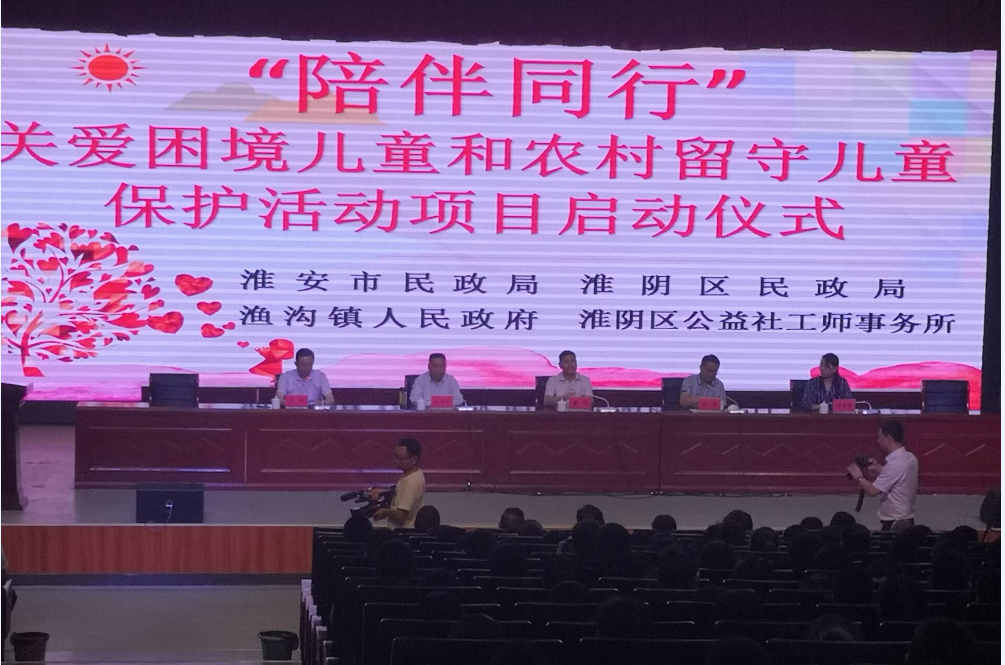 “陪伴同行”
关爱困境儿童和农村留守儿童
保护活动项目启动仪式
淮安市民政局 淮阴区民政局
渔沟镇人民政府 淮阴区公益社工师事务所